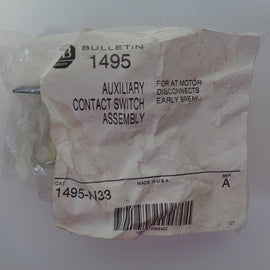 BULLETIN
1495
AUXILIARY
CONTACT SWITCH
ASSEMBLY
FOR AT MOTOR
DISCONNECTS
EARLY BREAK
CAT
1495-N33
MADE IN U.S.A.
SER
A